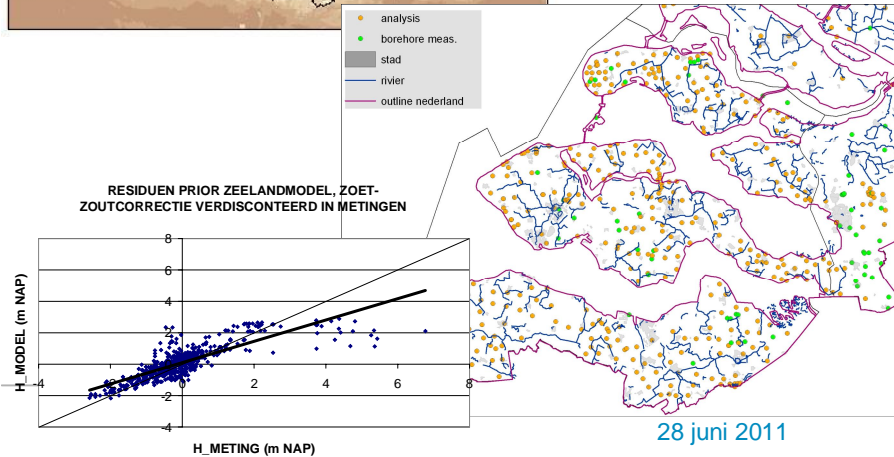 analysis
borehore meas.
stad
rivier
outline nederland
RESIDUEN PRIOR ZEELANDMODEL, ZOET-
ZOUTCORRECTIE VERDISCONTEERD IN METINGEN
H_MODEL (m NAP)
8
6
4
2
0
-2
-4
-4
-2
0
2
4
6
8
H_METING (m NAP)
28 juni 2011